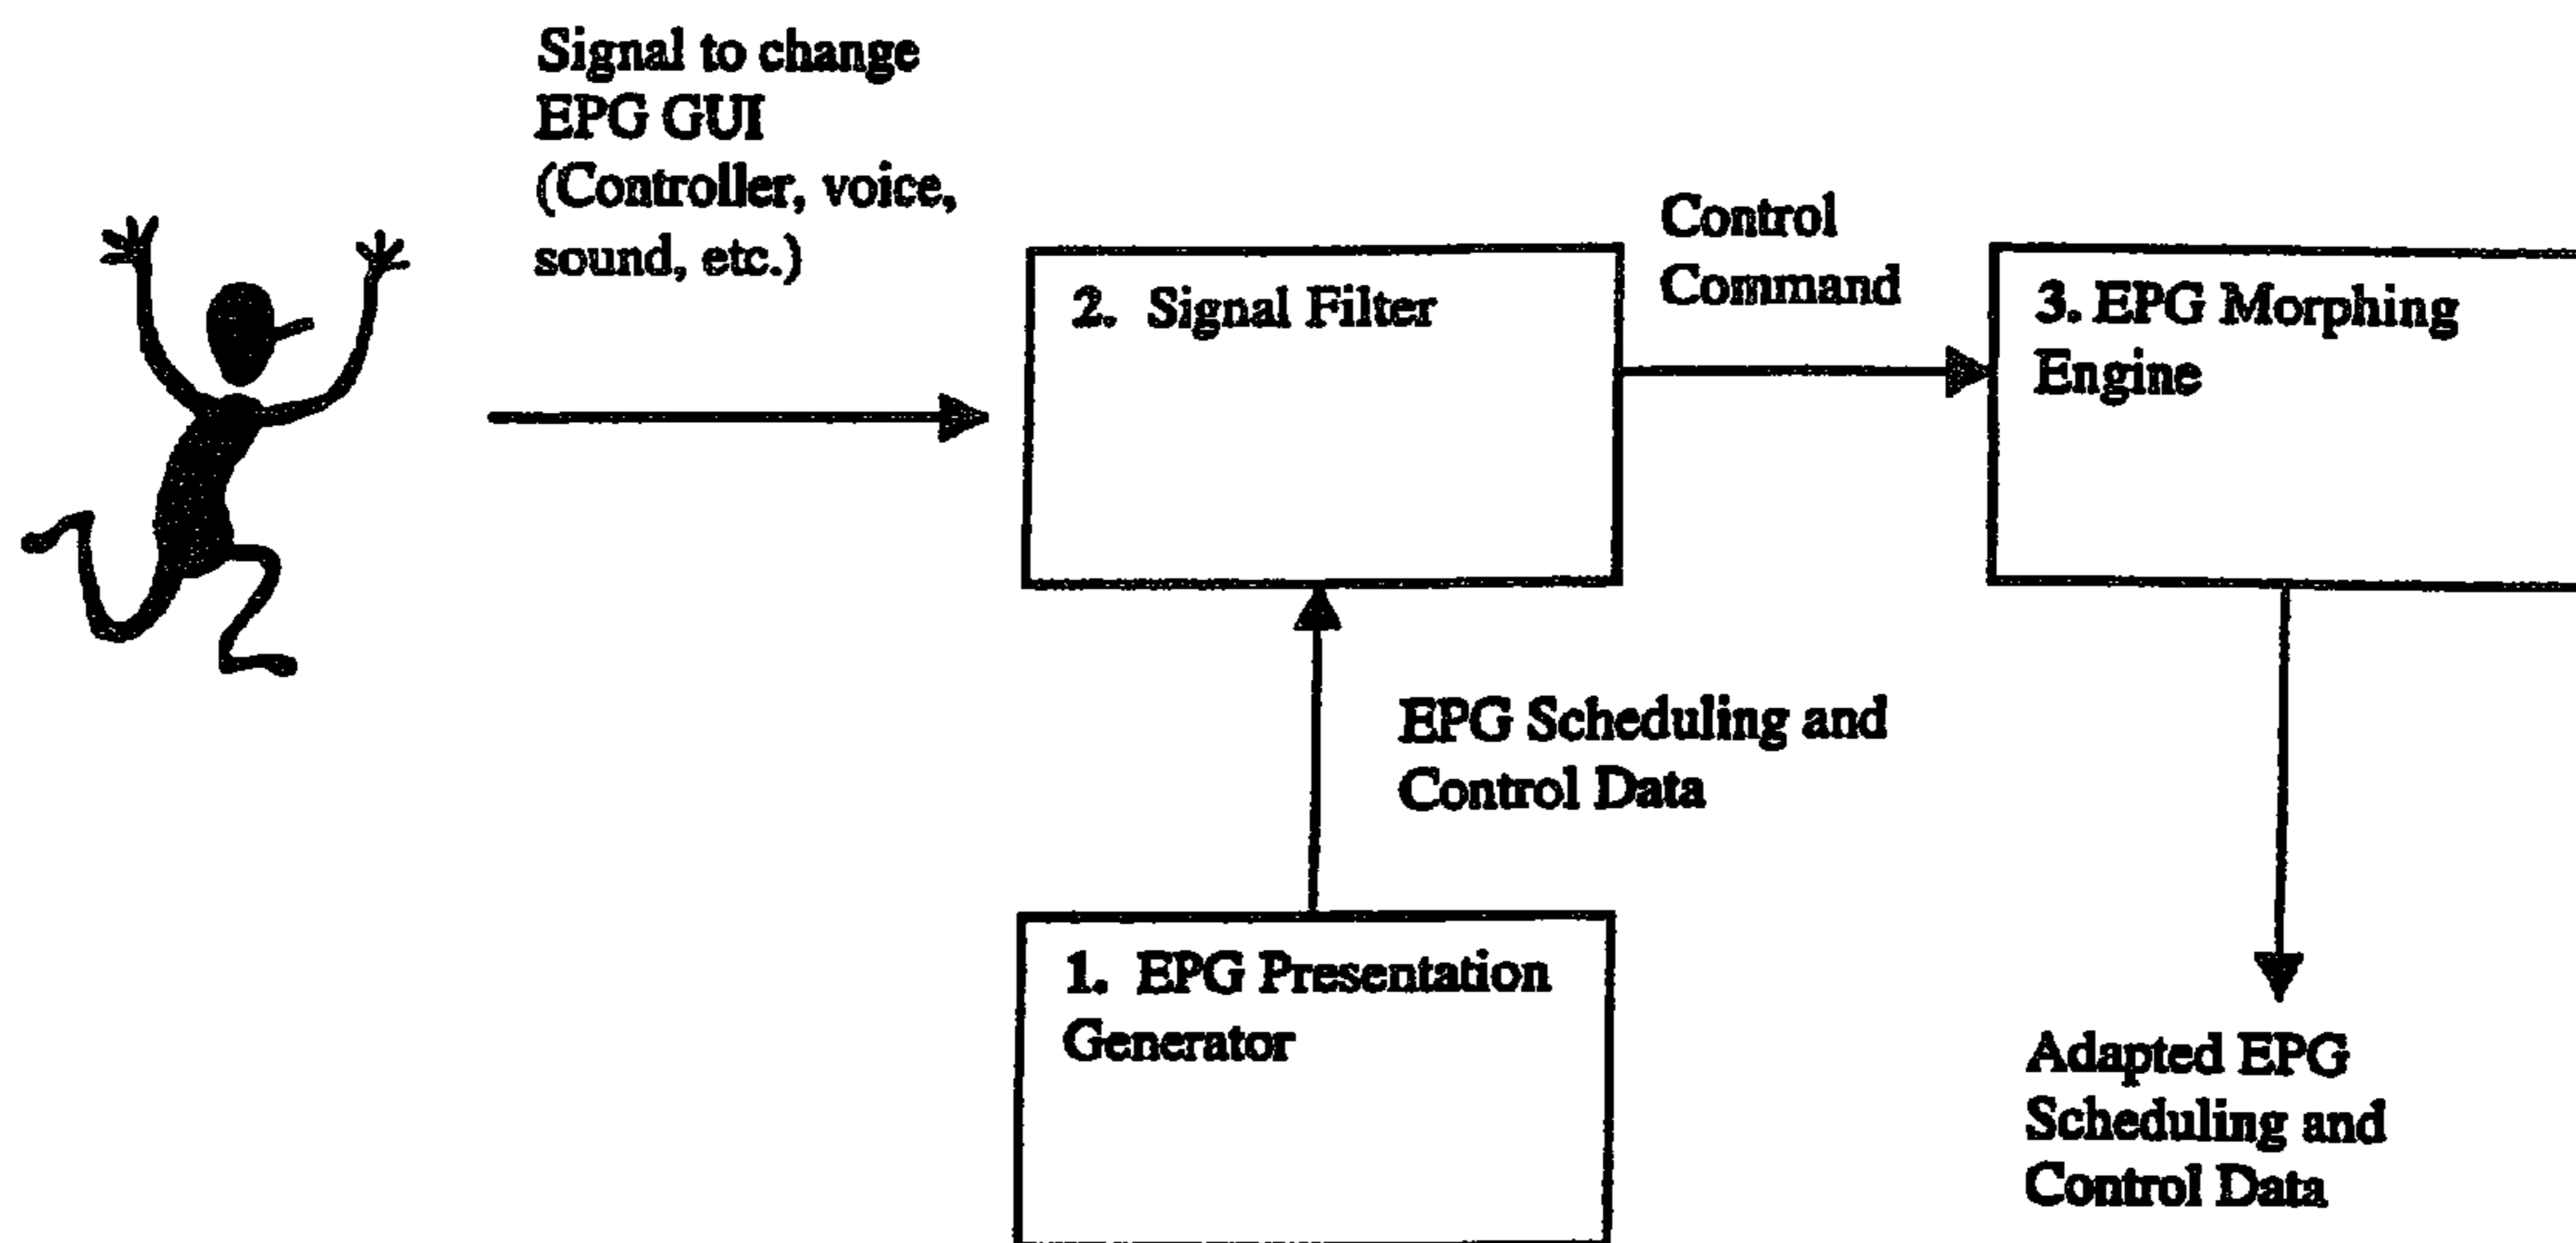 Signal to change
EPG GUI
(Controller, voice,
sound, etc.)
Control
Command
2. Signal Filter
3. EPG Morphing
Engine
EPG Scheduling and
Control Data
1. EPG Presentation
Generator
Adapted EPG
Scheduling and
Control Data